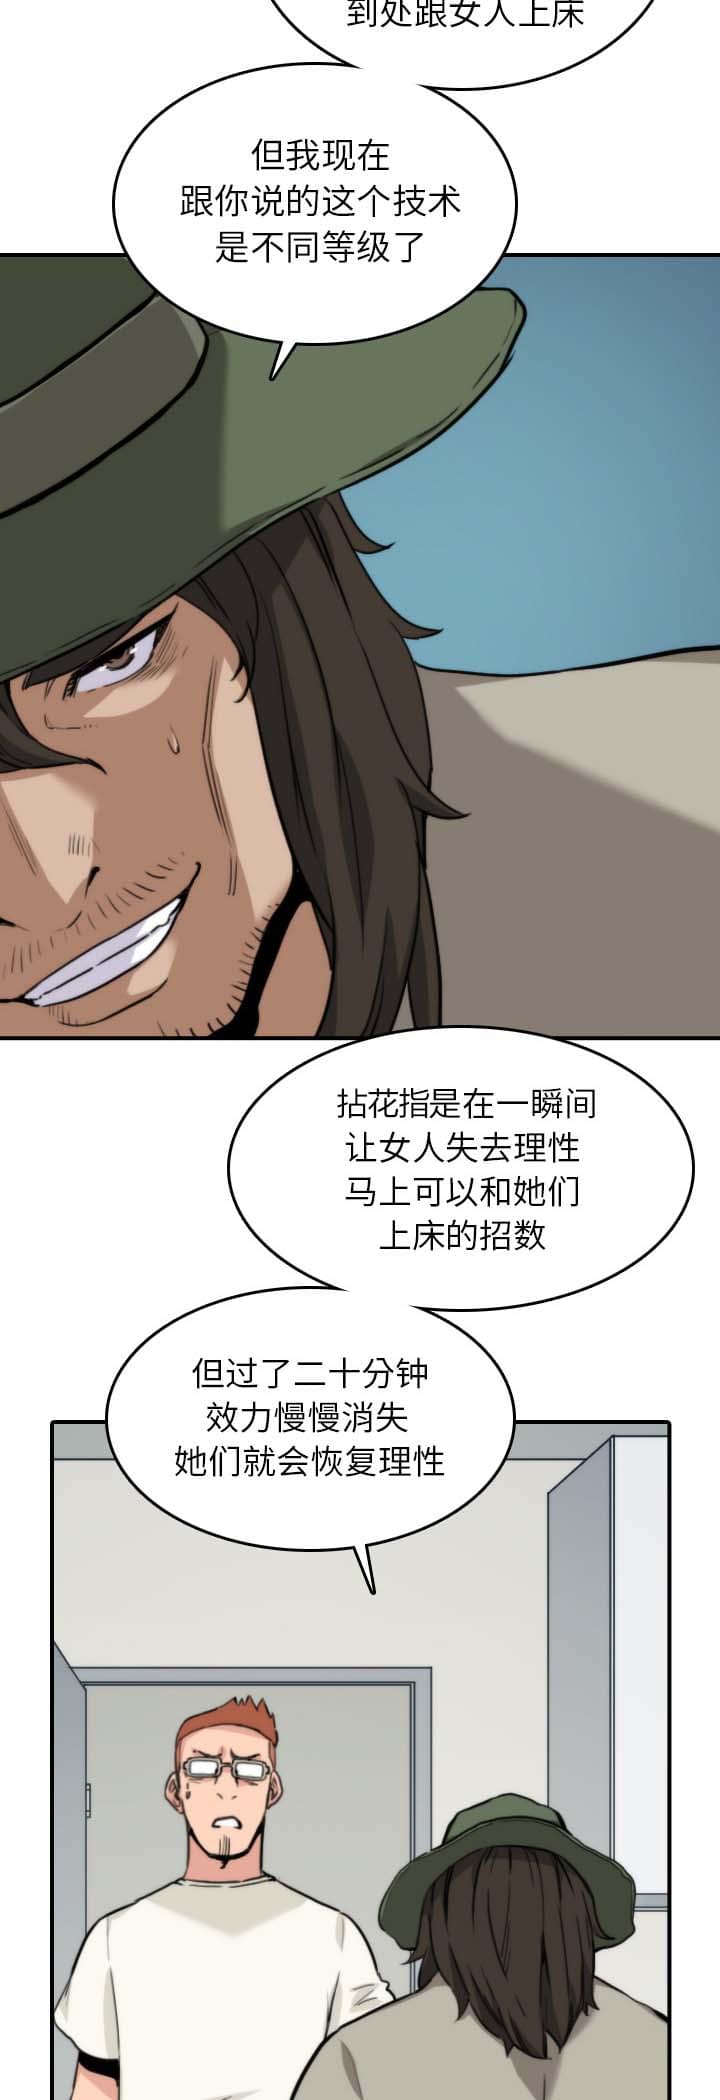 到处跟女人上床
但我现在
跟你说的这个技术
是不同等级了
拈花指是在一瞬间
让女人失去理性
马上可以和她们
上床的招数
但过了二十分钟
效力慢慢消失
她们就会恢复理性